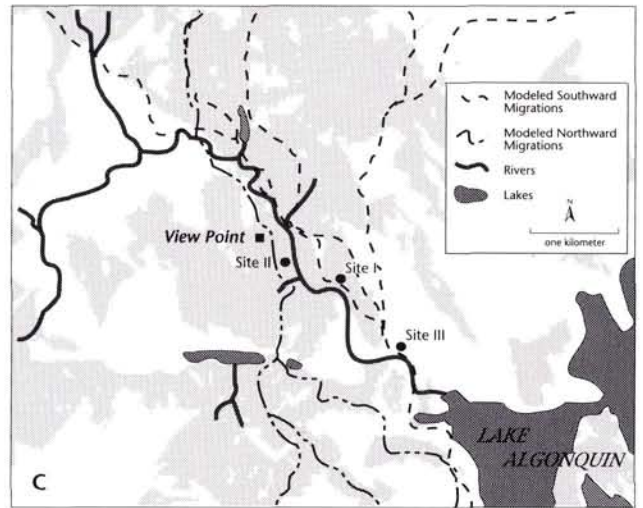 Modeled Southward
Migrations
Modeled Northward
Migrations
Rivers
Lakes
N
one kilometer
View Point
Site II
Site I
Site III
LAKE
ALGONQUIN
C